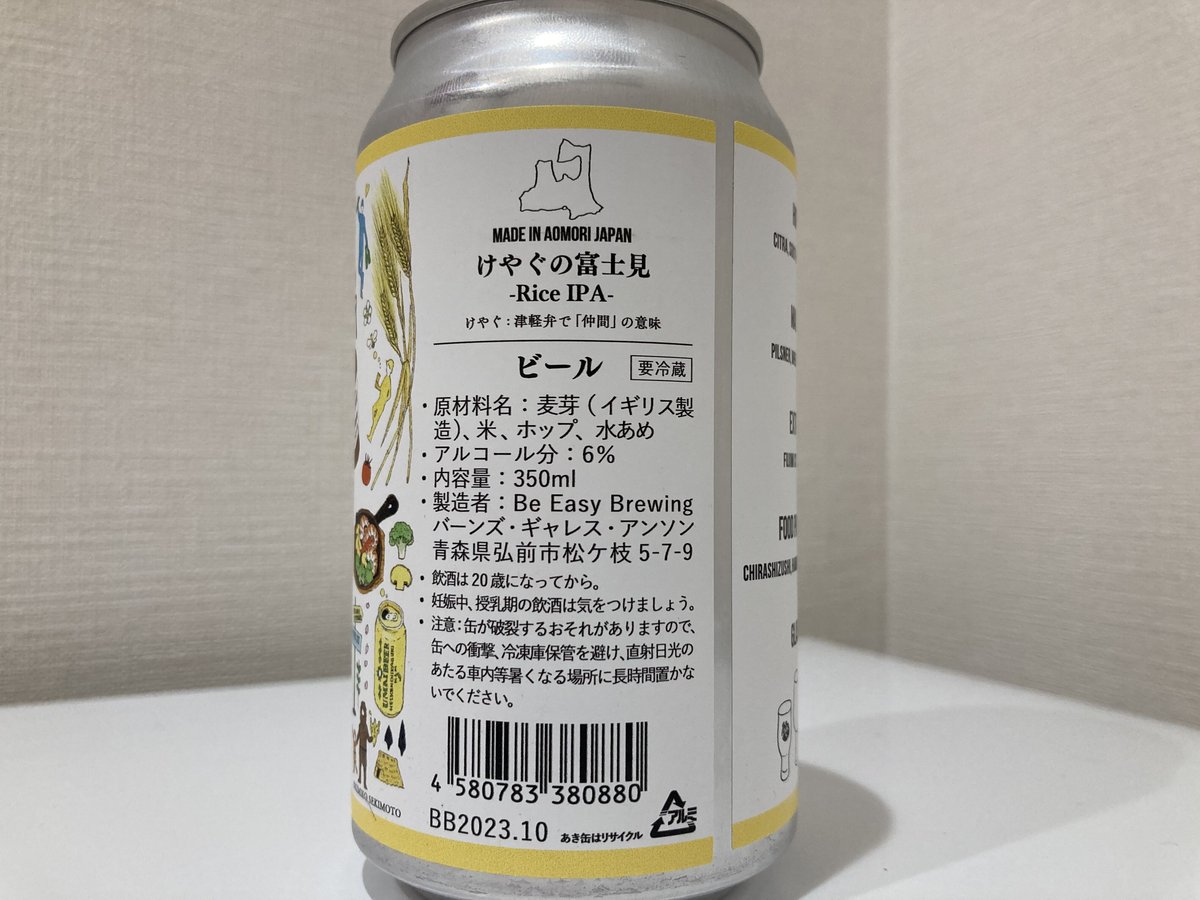 MADE IN AOMORI JAPAN
けやぐの富士見
-Rice IPA-
けやぐ：津軽弁で「仲間」の意味
ビール
要冷蔵
・原材料名：麦芽（イギリス製
造）、米、ホップ、水あめ
・アルコール分：6%
・内容量：350ml
・製造者：Be Easy Brewing
バーンズ・ギャレス・アンソン
青森県弘前市松ケ枝 5-7-9
・飲酒は20歳になってから。
・妊娠中、授乳期の飲酒は気をつけましょう。
・注意：缶が破裂するおそれがありますので、
缶への衝撃、冷凍庫保管を避け、直射日光の
あたる車内等暑くなる場所に長時間置かな
いでください。
4 580783 380880
BB2023.10
あき缶はリサイクル
アルミ
SEKIMOTO
CITRA,
PILSNER,
FOOD
CHIRASHIZUSHI,